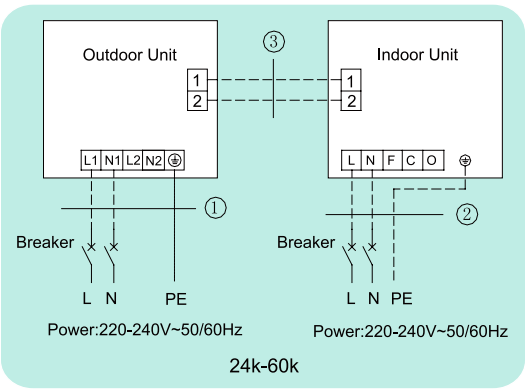 ③
Outdoor Unit
Indoor Unit
1 1
2 2
L1 N1 L2 N2
L N F C O
①
②
Breaker
Breaker
L N PE
L N PE
Power:220-240V~50/60Hz
Power:220-240V~50/60Hz
24k-60k